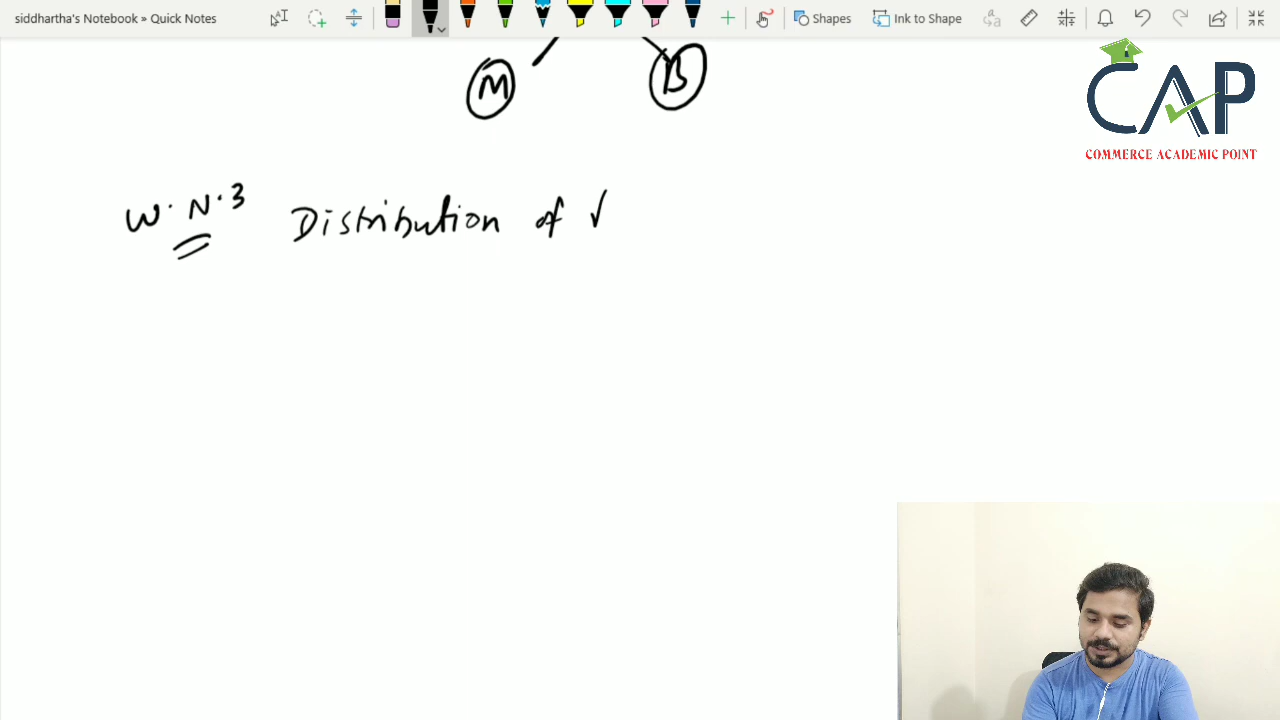 siddhartha's Notebook » Quick Notes
Shapes
Ink to Shape
M
B
CAP
COMMERCE ACADEMIC POINT
W.N.3 Distribution of